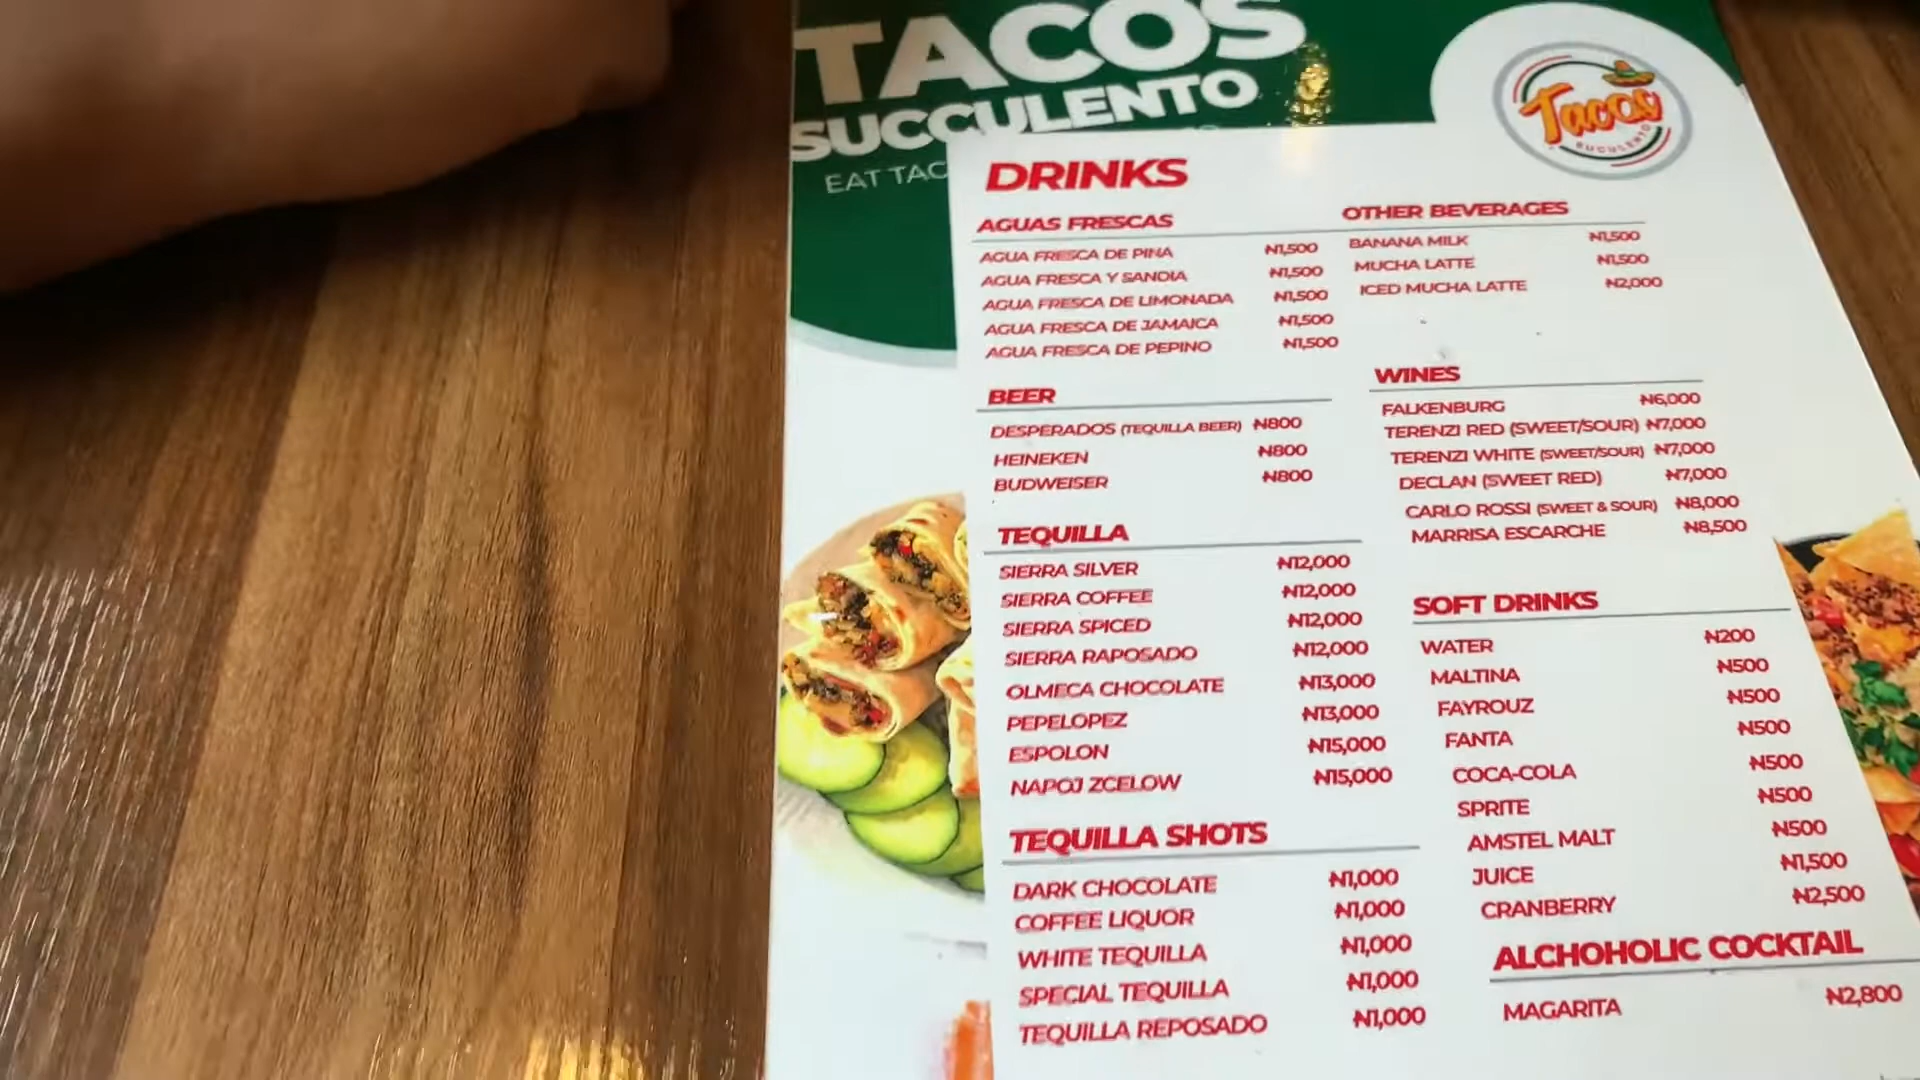 TACOS
SUCCULENTO
EAT TAC
Tacos
SUCULENTO
DRINKS
AGUAS FRESCAS
AGUA FRESCA DE PINA ₦1,500
AGUA FRESCA Y SANDIA ₦1,500
AGUA FRESCA DE LIMONADA ₦1,500
AGUA FRESCA DE JAMAICA ₦1,500
AGUA FRESCA DE PEPINO ₦1,500
BEER
DESPERADOS (TEQUILLA BEER) ₦800
HEINEKEN ₦800
BUDWEISER ₦800
TEQUILLA
SIERRA SILVER ₦12,000
SIERRA COFFEE ₦12,000
SIERRA SPICED ₦12,000
SIERRA RAPOSADO ₦12,000
OLMECA CHOCOLATE ₦13,000
PEPELOPEZ ₦13,000
ESPOLON ₦15,000
NAPOJ ZCELOW ₦15,000
TEQUILLA SHOTS
DARK CHOCOLATE ₦1,000
COFFEE LIQUOR ₦1,000
WHITE TEQUILLA ₦1,000
SPECIAL TEQUILLA ₦1,000
TEQUILLA REPOSADO ₦1,000
OTHER BEVERAGES
BANANA MILK ₦1,500
MUCHA LATTE ₦1,500
ICED MUCHA LATTE ₦2,000
WINES
FALKENBURG ₦6,000
TERENZI RED (SWEET/SOUR) ₦7,000
TERENZI WHITE (SWEET/SOUR) ₦7,000
DECLAN (SWEET RED) ₦7,000
CARLO ROSSI (SWEET & SOUR) ₦8,000
MARRISA ESCARCHE ₦8,500
SOFT DRINKS
WATER ₦200
MALTINA ₦500
FAYROUZ ₦500
FANTA ₦500
COCA-COLA ₦500
SPRITE ₦500
AMSTEL MALT ₦500
JUICE ₦1,500
CRANBERRY ₦2,500
ALCHOHOLIC COCKTAIL
MAGARITA ₦2,800